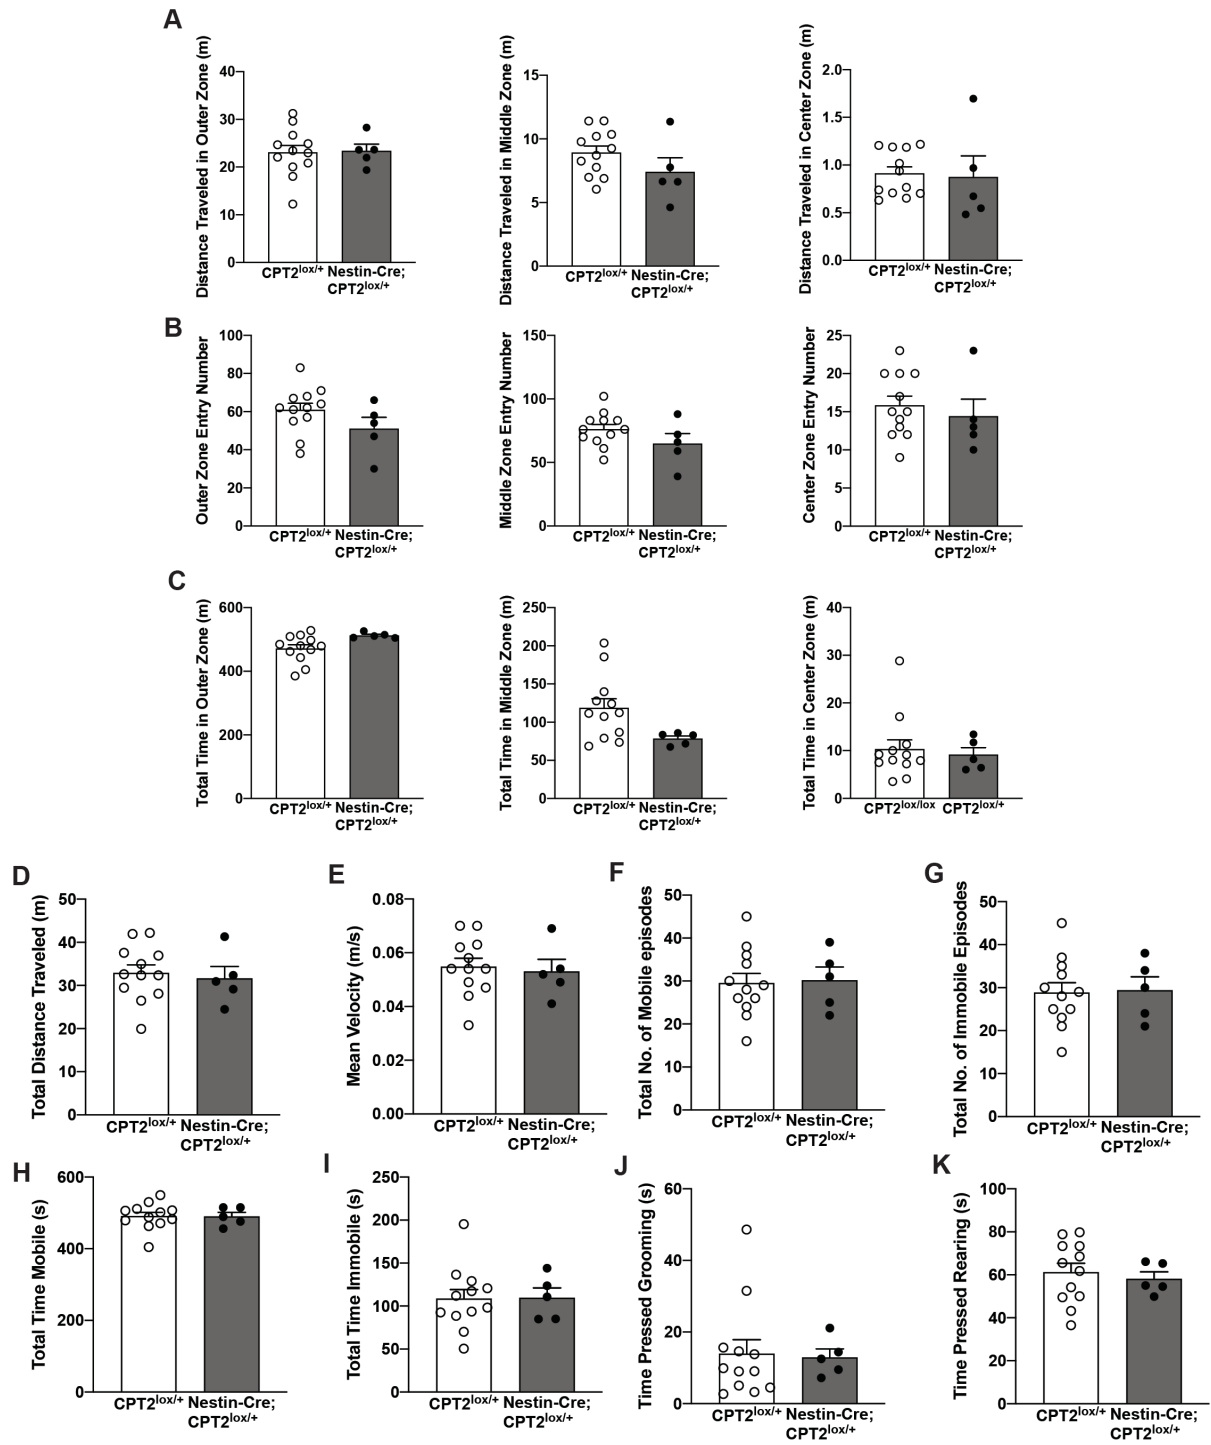 A
Distance Traveled in Outer Zone (m)
40
30
20
10
0
CPT2lox/+ Nestin-Cre;
CPT2lox/+
Distance Traveled in Middle Zone (m)
15
10
5
0
CPT2lox/+ Nestin-Cre;
CPT2lox/+
Distance Traveled in Center Zone (m)
2.0
1.5
1.0
0.5
0.0
CPT2lox/+ Nestin-Cre;
CPT2lox/+
B
Outer Zone Entry Number
100
80
60
40
20
0
CPT2lox/+ Nestin-Cre;
CPT2lox/+
Middle Zone Entry Number
150
100
50
0
CPT2lox/+ Nestin-Cre;
CPT2lox/+
Center Zone Entry Number
25
20
15
10
5
0
CPT2lox/+ Nestin-Cre;
CPT2lox/+
C
Total Time in Outer Zone (m)
600
400
200
0
CPT2lox/+ Nestin-Cre;
CPT2lox/+
Total Time in Middle Zone (m)
250
200
150
100
50
0
CPT2lox/+ Nestin-Cre;
CPT2lox/+
Total Time in Center Zone (m)
40
30
20
10
0
CPT2lox/lox CPT2lox/+
D
Total Distance Traveled (m)
50
40
30
20
10
0
CPT2lox/+ Nestin-Cre;
CPT2lox/+
E
Mean Velocity (m/s)
0.08
0.06
0.04
0.02
0.00
CPT2lox/+ Nestin-Cre;
CPT2lox/+
F
Total No. of Mobile episodes
50
40
30
20
10
0
CPT2lox/+ Nestin-Cre;
CPT2lox/+
G
Total No. of Immobile Episodes
50
40
30
20
10
0
CPT2lox/+ Nestin-Cre;
CPT2lox/+
H
Total Time Mobile (s)
600
400
200
0
CPT2lox/+ Nestin-Cre;
CPT2lox/+
I
Total Time Immobile (s)
250
200
150
100
50
0
CPT2lox/+ Nestin-Cre;
CPT2lox/+
J
Time Pressed Grooming (s)
60
40
20
0
CPT2lox/+ Nestin-Cre;
CPT2lox/+
K
Time Pressed Rearing (s)
100
80
60
40
20
0
CPT2lox/+ Nestin-Cre;
CPT2lox/+